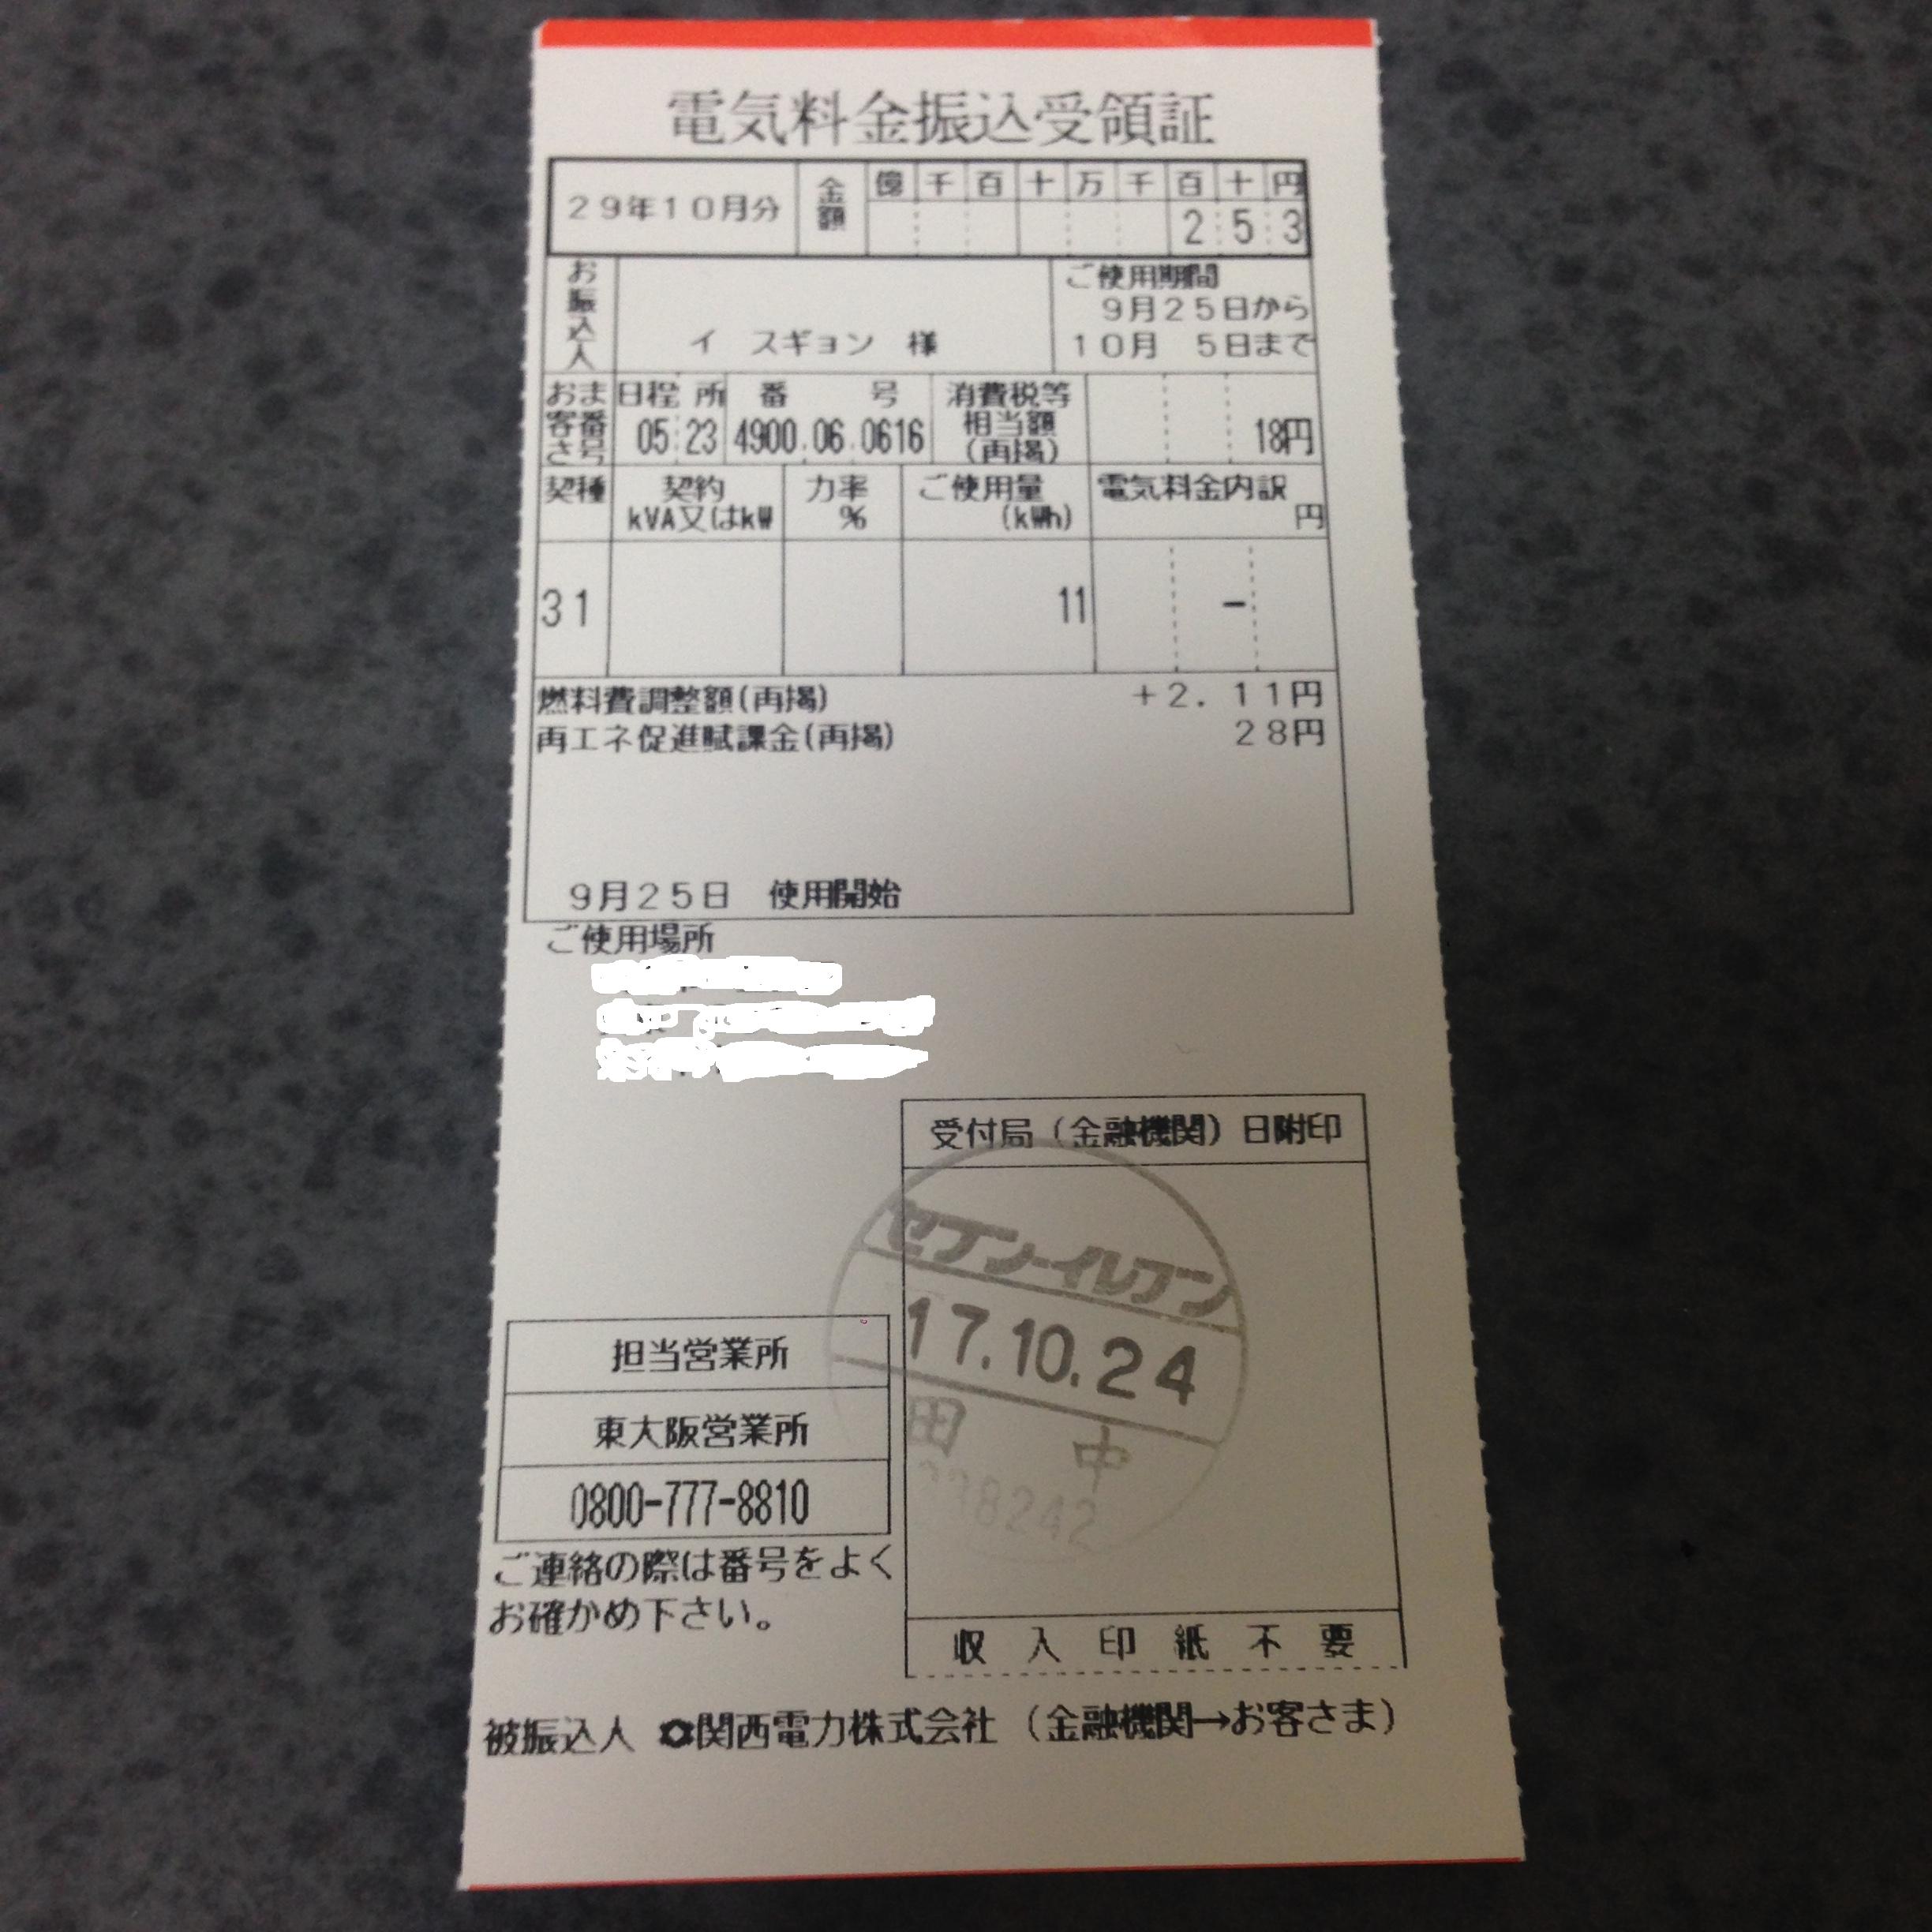 電気料金振込受領証
29年10月分 金額 億 千 百 十 万 千 百 十 円
2 5 3
お振込人 イ スギョン 様
ご使用期間
9月25日から
10月 5日まで
おまま客番さ号 日程 所 番 号
05 23 4900 06 0616
消費税等
相当額
(再掲)
18円
契種 契約 力率 ご使用量 電気料金内訳
kVA又はkW % (kWh) 円
31 11 -
燃料費調整額(再掲) +2.11円
再エネ促進賦課金(再掲) 28円
9月25日 使用開始
ご使用場所
受付局(金融機関)日附印
セブン-イレブン
17.10.24
田 中
担当営業所
東大阪営業所
0800-777-8810
ご連絡の際は番号をよく
お確かめ下さい。
収入印紙不要
被振込人 関西電力株式会社 (金融機関→お客さま)